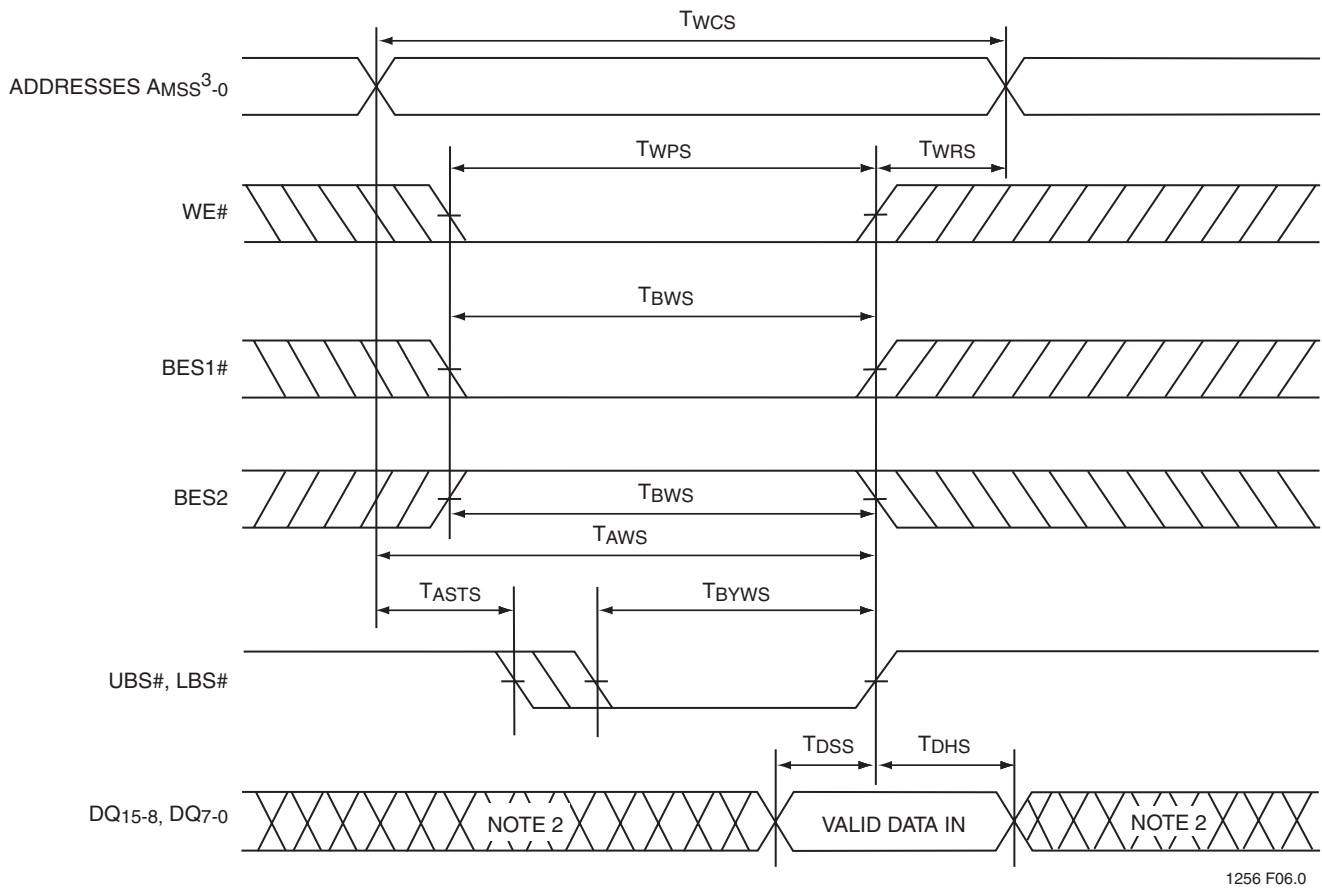 TWCS
ADDRESSES AMSS3-0
TWPS
TWRS
WE#
TBWS
BES1#
BES2
TBWS
TAWS
TASTS
TBYWS
UBS#, LBS#
TDSS
TDHS
DQ15-8, DQ7-0
NOTE 2
VALID DATA IN
NOTE 2
1256 F06.0